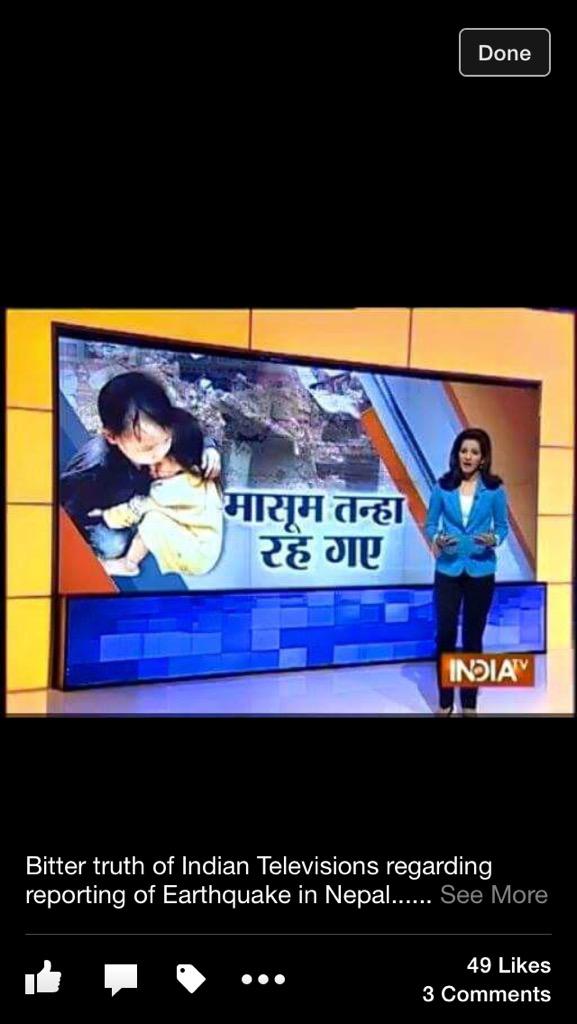 Done
मासूम तन्हा
रह गए
INDIA TV
Bitter truth of Indian Televisions regarding
reporting of Earthquake in Nepal...... See More
49 Likes
3 Comments